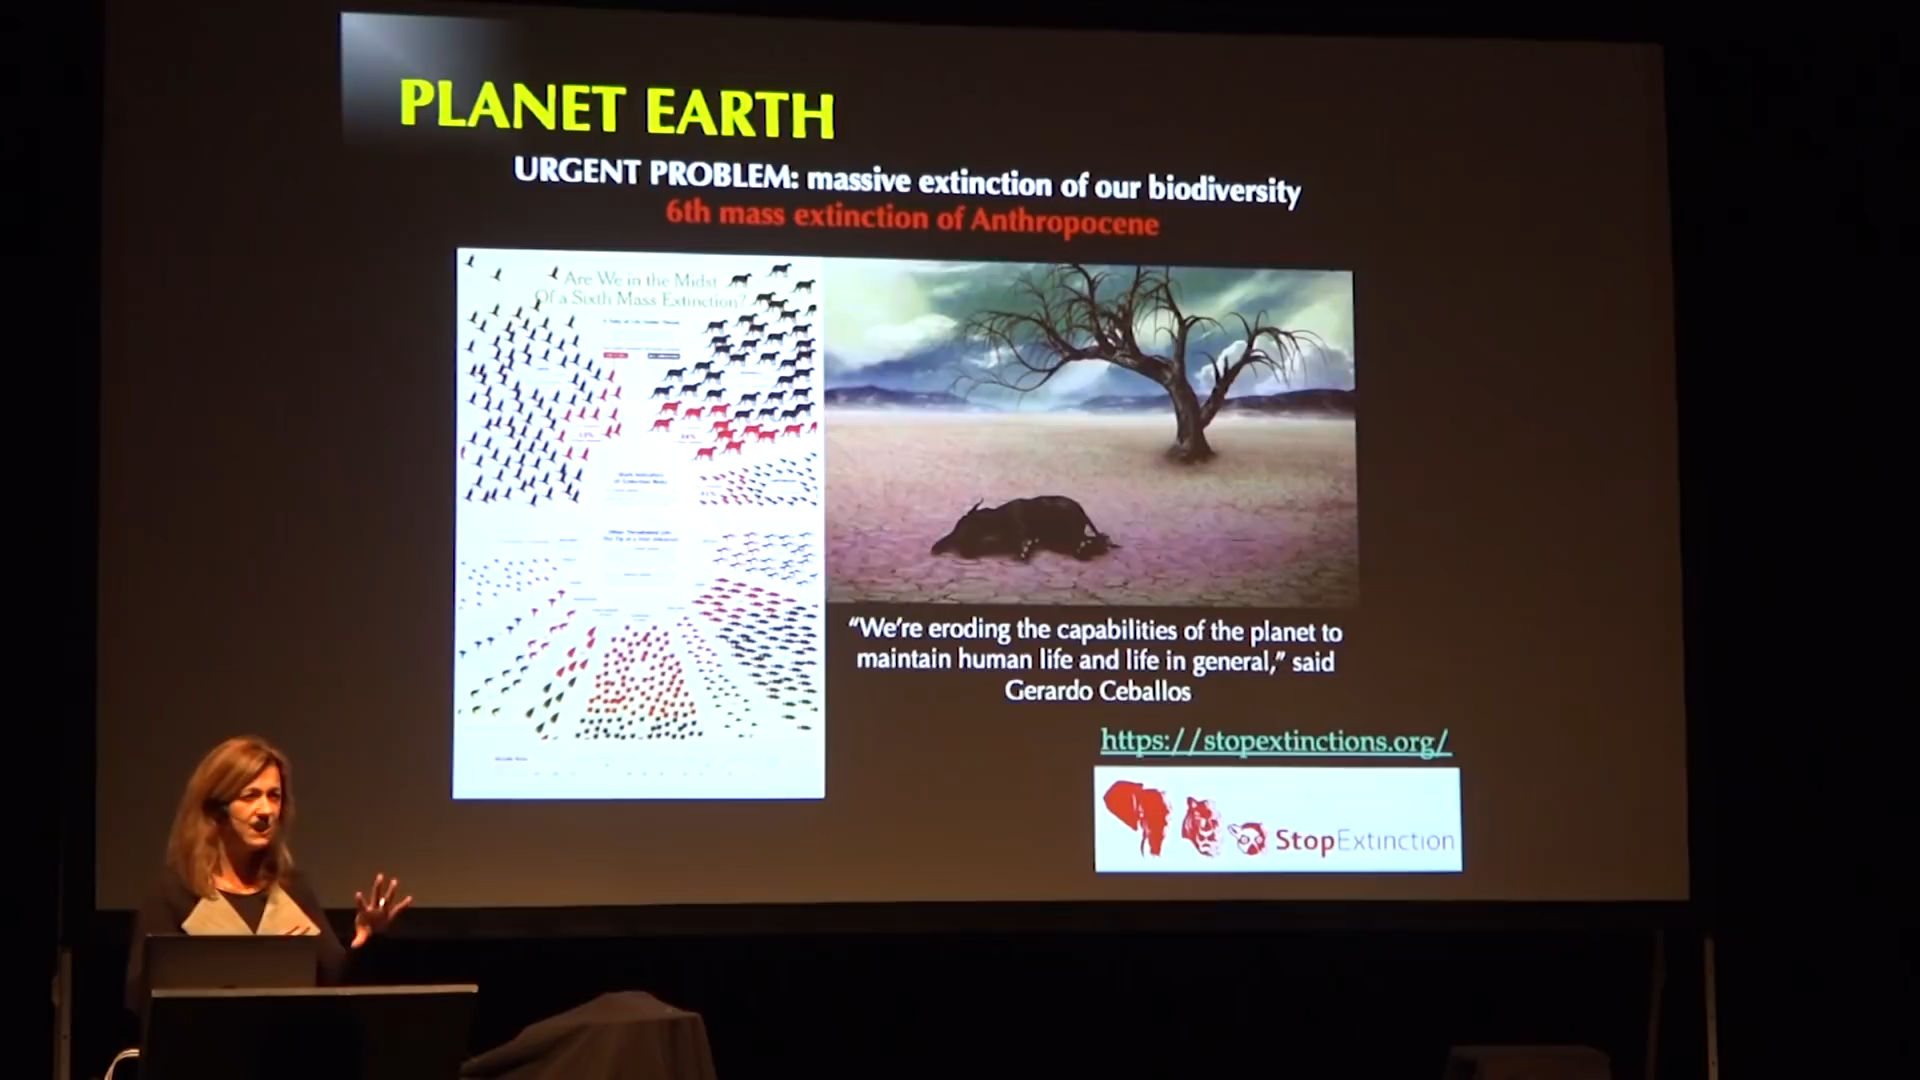 PLANET EARTH
URGENT PROBLEM: massive extinction of our biodiversity
6th mass extinction of Anthropocene
Are We in the Midst
Of a Sixth Mass Extinction?
“We’re eroding the capabilities of the planet to
maintain human life and life in general,” said
Gerardo Ceballos
https://stopextinctions.org/
StopExtinction